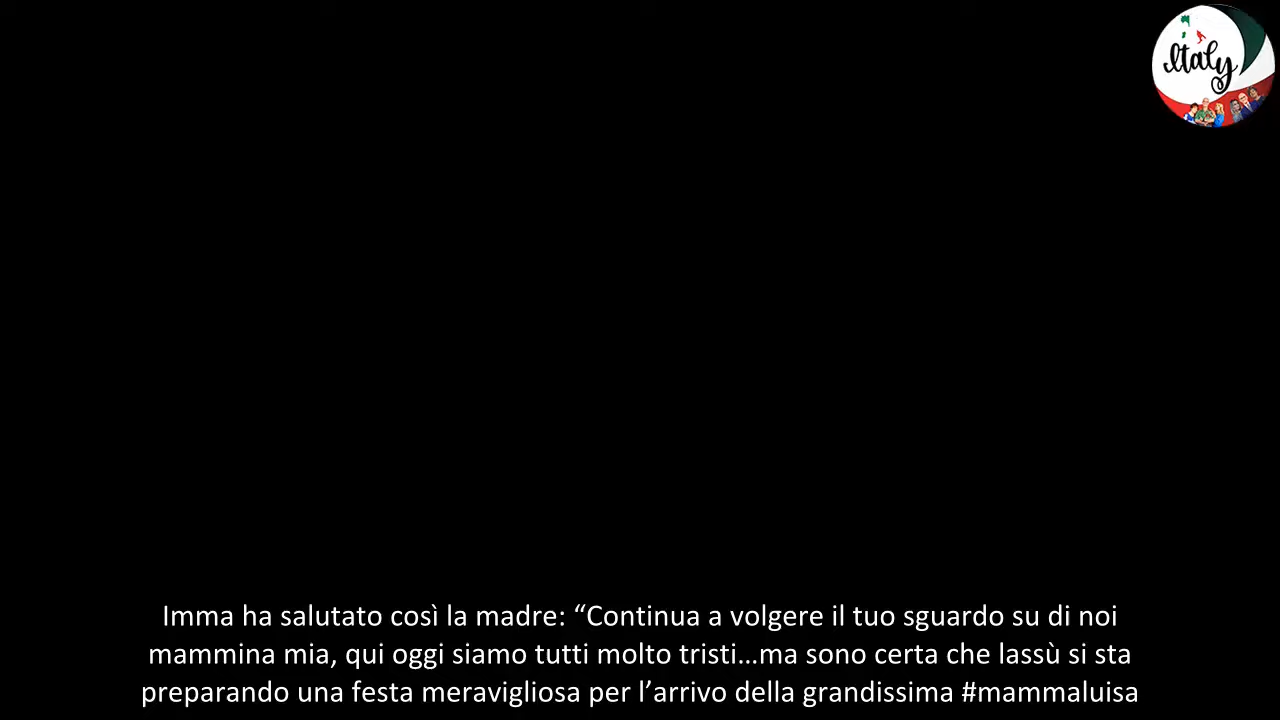 Italy
Imma ha salutato così la madre: “Continua a volgere il tuo sguardo su di noi
mammina mia, qui oggi siamo tutti molto tristi…ma sono certa che lassù si sta
preparando una festa meravigliosa per l’arrivo della grandissima #mammaluisa